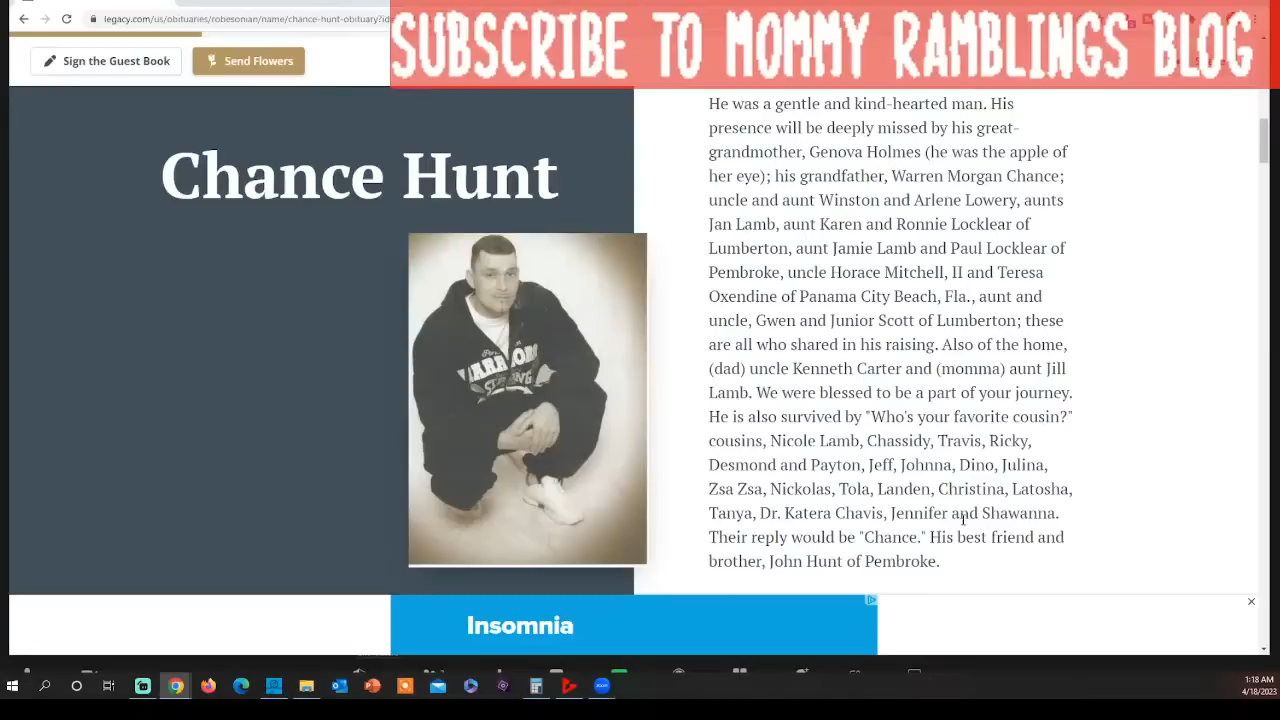 legacy.com/us/obituaries/robesonian/name/chance-hunt-obituary?id
SUBSCRIBE TO MOMMY RAMBLINGS BLOG
Sign the Guest Book
Send Flowers
Chance Hunt
WARRIORS
He was a gentle and kind-hearted man. His
presence will be deeply missed by his great-
grandmother, Genova Holmes (he was the apple of
her eye); his grandfather, Warren Morgan Chance;
uncle and aunt Winston and Arlene Lowery, aunts
Jan Lamb, aunt Karen and Ronnie Locklear of
Lumberton, aunt Jamie Lamb and Paul Locklear of
Pembroke, uncle Horace Mitchell, II and Teresa
Oxendine of Panama City Beach, Fla., aunt and
uncle, Gwen and Junior Scott of Lumberton; these
are all who shared in his raising. Also of the home,
(dad) uncle Kenneth Carter and (momma) aunt Jill
Lamb. We were blessed to be a part of your journey.
He is also survived by "Who's your favorite cousin?"
cousins, Nicole Lamb, Chassidy, Travis, Ricky,
Desmond and Payton, Jeff, Johnna, Dino, Julina,
Zsa Zsa, Nickolas, Tola, Landen, Christina, Latosha,
Tanya, Dr. Katera Chavis, Jennifer and Shawanna.
Their reply would be "Chance." His best friend and
brother, John Hunt of Pembroke.
Insomnia
1:18 AM
4/18/2023